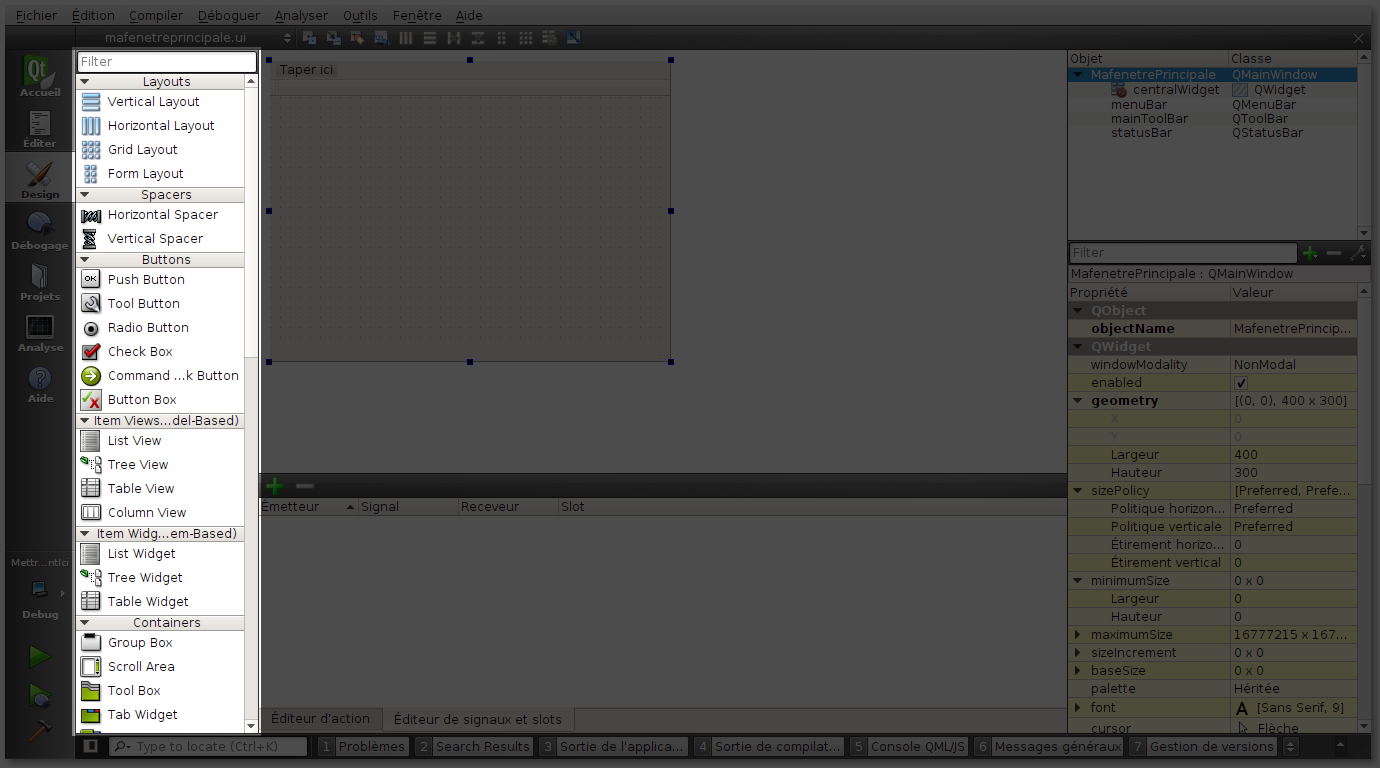 Fichier Édition Compiler Déboguer Analyser Outils Fenêtre Aide
mafenetreprincipale.ui
Accueil
Éditer
Design
Débogage
Projets
Analyse
Aide
Mettr...ntici
Debug
Filter
Layouts
Vertical Layout
Horizontal Layout
Grid Layout
Form Layout
Spacers
Horizontal Spacer
Vertical Spacer
Buttons
OK Push Button
Tool Button
Radio Button
Check Box
Command ...k Button
Button Box
Item Views...del-Based)
List View
Tree View
Table View
Column View
Item Widg...em-Based)
List Widget
Tree Widget
Table Widget
Containers
Group Box
Scroll Area
Tool Box
Tab Widget
Taper ici
Émetteur Signal Receveur Slot
Éditeur d'action Éditeur de signaux et slots
Objet Classe
MafenetrePrincipale QMainWindow
centralWidget QWidget
menuBar QMenuBar
mainToolBar QToolBar
statusBar QStatusBar
Filter
MafenetrePrincipale : QMainWindow
Propriété Valeur
QObject
objectName MafenetrePrincip...
QWidget
windowModality NonModal
enabled
geometry [(0, 0), 400 x 300]
X 0
Y 0
Largeur 400
Hauteur 300
sizePolicy [Preferred, Prefe...
Politique horizon... Preferred
Politique verticale Preferred
Étirement horizo... 0
Étirement vertical 0
minimumSize 0 x 0
Largeur 0
Hauteur 0
maximumSize 16777215 x 167...
sizeIncrement 0 x 0
baseSize 0 x 0
palette Héritée
font A [Sans Serif, 9]
cursor Flèche
Type to locate (Ctrl+K) 1 Problèmes 2 Search Results 3 Sortie de l'applica... 4 Sortie de compilat... 5 Console QML/JS 6 Messages généraux 7 Gestion de versions